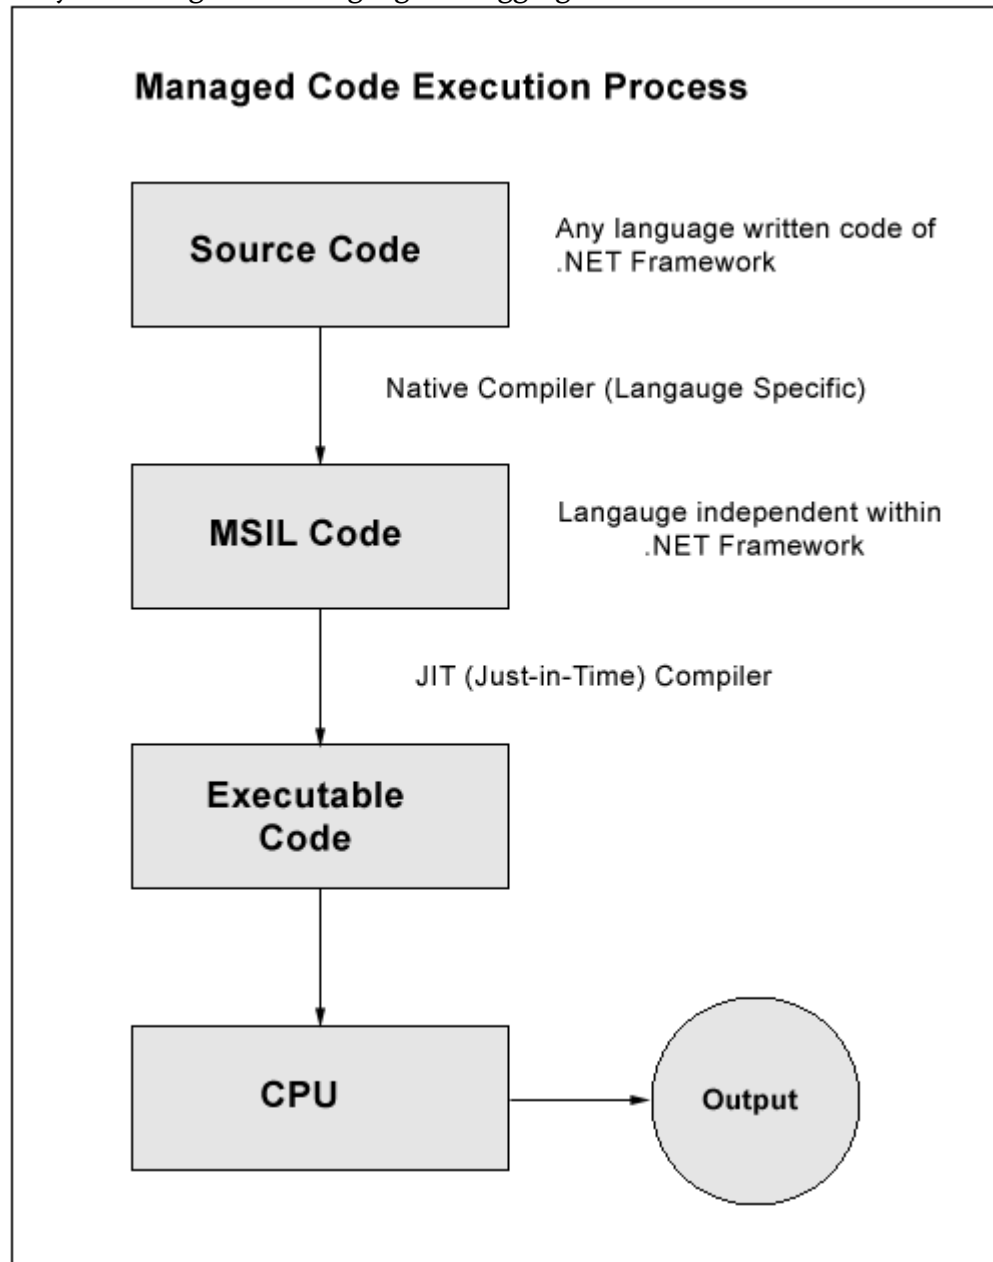 Managed Code Execution Process
Source Code
Any language written code of
.NET Framework
Native Compiler (Langauge Specific)
MSIL Code
Langauge independent within
.NET Framework
JIT (Just-in-Time) Compiler
Executable
Code
CPU
Output